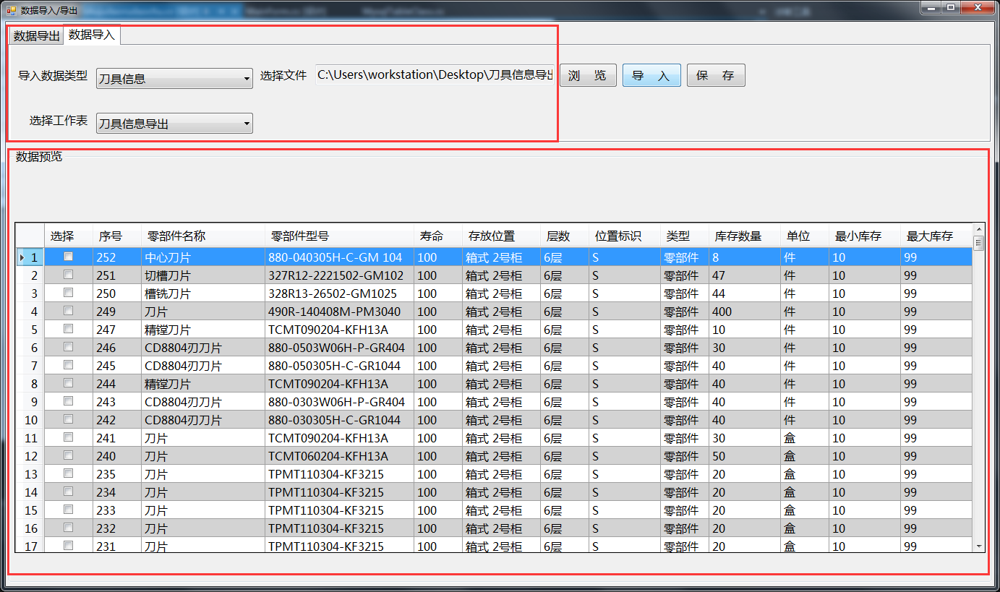 数据导入/导出
数据导出 数据导入
导入数据类型 刀具信息 选择文件 C:\Users\workstation\Desktop\刀具信息导出 浏 览 导 入 保 存
选择工作表 刀具信息导出
数据预览
选择 序号 零部件名称 零部件型号 寿命 存放位置 层数 位置标识 类型 库存数量 单位 最小库存 最大库存
1 252 中心刀片 880-040305H-C-GM 104 100 箱式 2号柜 6层 S 零部件 8 件 10 99
2 251 切槽刀片 327R12-2221502-GM102 100 箱式 2号柜 6层 S 零部件 47 件 10 99
3 250 槽铣刀片 328R13-26502-GM1025 100 箱式 2号柜 6层 S 零部件 44 件 10 99
4 249 刀片 490R-140408M-PM3040 100 箱式 2号柜 6层 S 零部件 400 件 10 99
5 247 精镗刀片 TCMT090204-KFH13A 100 箱式 2号柜 6层 S 零部件 10 件 10 99
6 246 CD8804刃刀片 880-0503W06H-P-GR404 100 箱式 2号柜 6层 S 零部件 30 件 10 99
7 245 CD8804刃刀片 880-050305H-C-GR1044 100 箱式 2号柜 6层 S 零部件 40 件 10 99
8 244 精镗刀片 TCMT090204-KFH13A 100 箱式 2号柜 6层 S 零部件 40 件 10 99
9 243 CD8804刃刀片 880-0303W06H-P-GR404 100 箱式 2号柜 6层 S 零部件 40 件 10 99
10 242 CD8804刃刀片 880-030305H-C-GR1044 100 箱式 2号柜 6层 S 零部件 40 件 10 99
11 241 刀片 TCMT090204-KFH13A 100 箱式 2号柜 6层 S 零部件 30 盒 10 99
12 240 刀片 TCMT060204-KFH13A 100 箱式 2号柜 6层 S 零部件 50 盒 10 99
13 235 刀片 TPMT110304-KF3215 100 箱式 2号柜 6层 S 零部件 20 盒 10 99
14 234 刀片 TPMT110304-KF3215 100 箱式 2号柜 6层 S 零部件 20 盒 10 99
15 233 刀片 TPMT110304-KF3215 100 箱式 2号柜 6层 S 零部件 20 盒 10 99
16 232 刀片 TPMT110304-KF3215 100 箱式 2号柜 6层 S 零部件 20 盒 10 99
17 231 刀片 TPMT110304-KF3215 100 箱式 2号柜 6层 S 零部件 20 盒 10 99